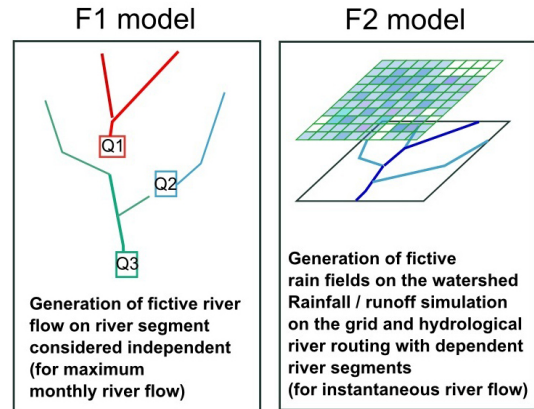 F1 model
F2 model
Q1
Q2
Q3
Generation of fictive river
flow on river segment
considered independent
(for maximum
monthly river flow)
Generation of fictive
rain fields on the watershed
Rainfall / runoff simulation
on the grid and hydrological
river routing with dependent
river segments
(for instantaneous river flow)